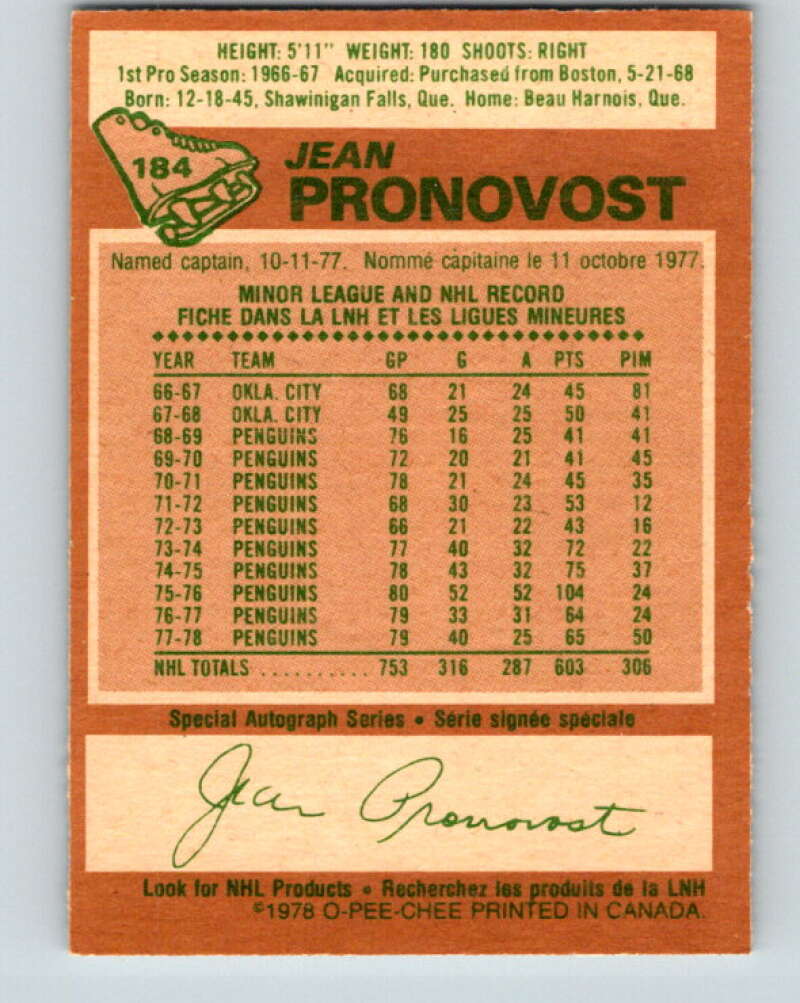 HEIGHT: 5'11" WEIGHT: 180 SHOOTS: RIGHT
1st Pro Season: 1966-67 Acquired: Purchased from Boston, 5-21-68
Born: 12-18-45, Shawinigan Falls, Que. Home: Beau Harnois, Que.
184
JEAN
PRONOVOST
Named captain, 10-11-77. Nommé capitaine le 11 octobre 1977.
MINOR LEAGUE AND NHL RECORD
FICHE DANS LA LNH ET LES LIGUES MINEURES
YEAR TEAM GP G A PTS PIM
66-67 OKLA. CITY 68 21 24 45 81
67-68 OKLA. CITY 49 25 25 50 41
68-69 PENGUINS 76 16 25 41 41
69-70 PENGUINS 72 20 21 41 45
70-71 PENGUINS 78 21 24 45 35
71-72 PENGUINS 68 30 23 53 12
72-73 PENGUINS 66 21 22 43 16
73-74 PENGUINS 77 40 32 72 22
74-75 PENGUINS 78 43 32 75 37
75-76 PENGUINS 80 52 52 104 24
76-77 PENGUINS 79 33 31 64 24
77-78 PENGUINS 79 40 25 65 50
NHL TOTALS .......... 753 316 287 603 306
Special Autograph Series • Série signée spéciale
Jean Pronovost
Look for NHL Products • Recherchez les produits de la LNH
©1978 O-PEE-CHEE PRINTED IN CANADA.